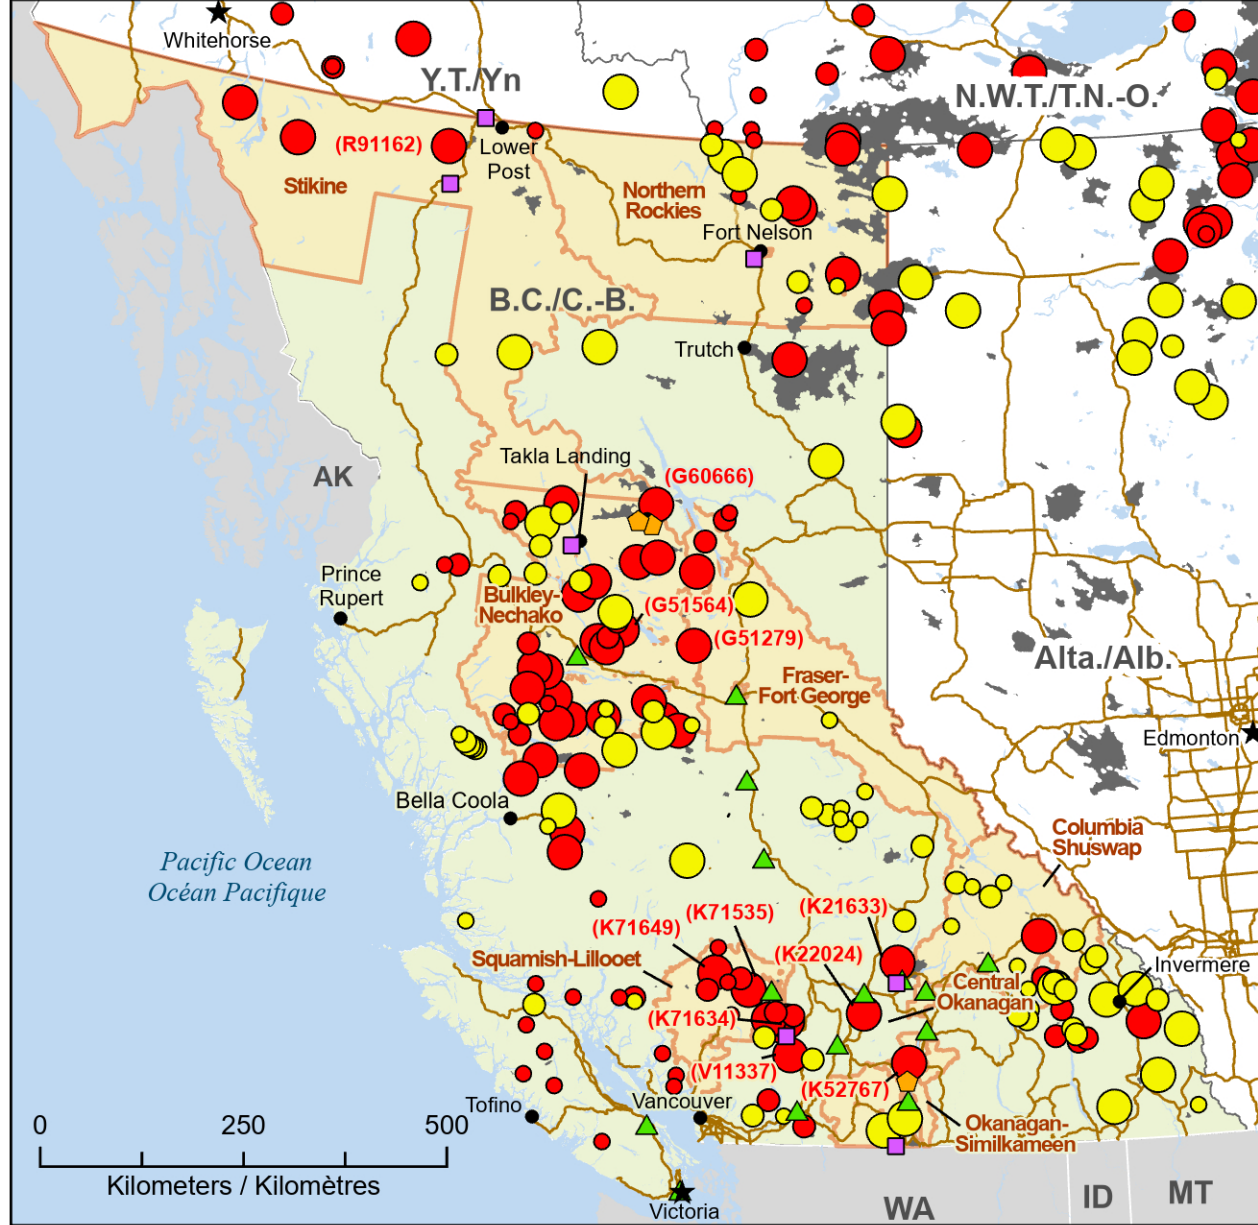 Whitehorse
Y.T./Yn
N.W.T./T.N.-O.
(R91162)
Lower
Post
Stikine
Northern
Rockies
Fort Nelson
B.C./C.-B.
Trutch
Takla Landing
AK
(G60666)
Prince
Rupert
Bulkley-
Nechako
(G51564)
(G51279)
Alta./Alb.
Fraser-
Fort George
Edmonton
Bella Coola
Pacific Ocean
Océan Pacifique
Columbia
Shuswap
(K71649)
(K71535)
(K21633)
(K22024)
Squamish-Lillooet
Invermere
Central
Okanagan
(K71634)
(V11337)
(K52767)
Tofino
Vancouver
Okanagan-
Similkameen
0 250 500
Kilometers / Kilomètres
Victoria
WA
ID
MT